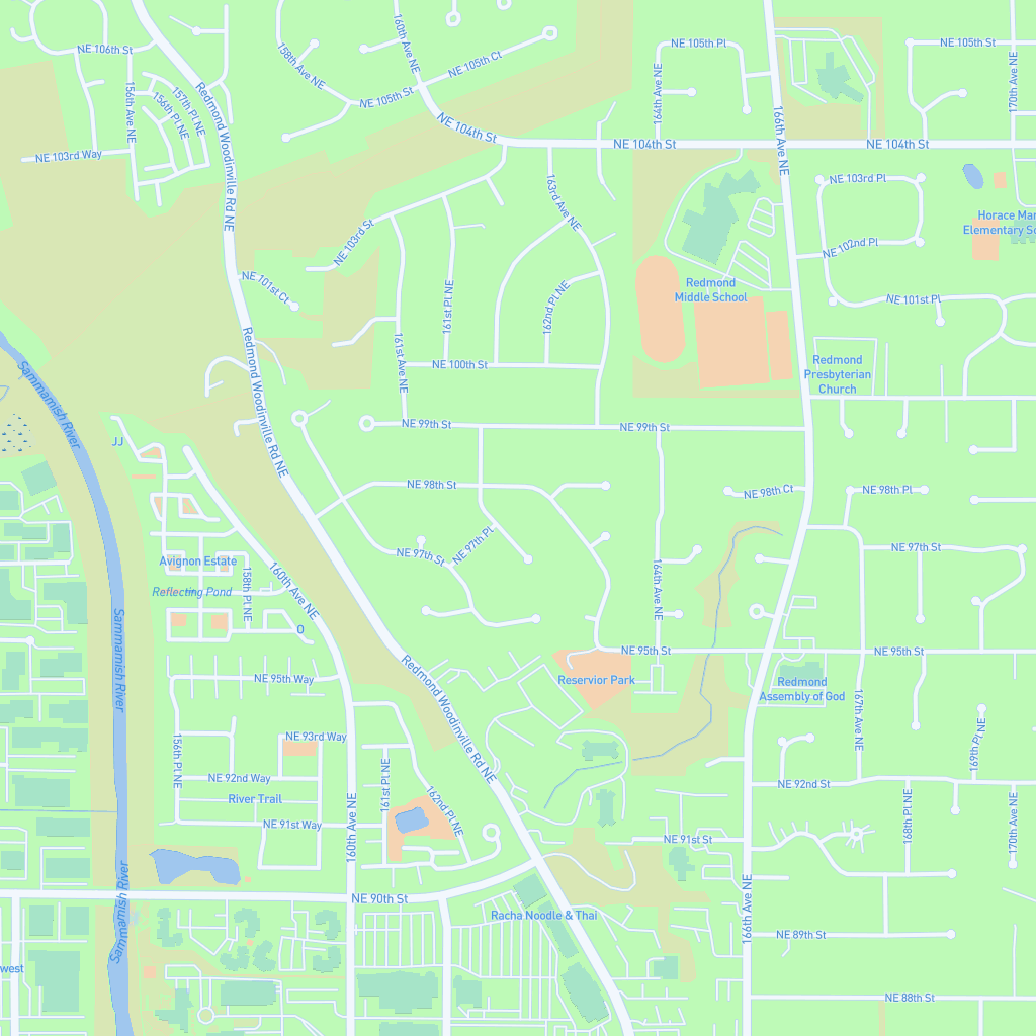 NE 106th St
156th Ave NE
156th Pl NE
157th Pl NE
Redmond Woodinville Rd NE
158th Ave NE
160th Ave NE
NE 105th Ct
NE 105th St
NE 104th St
NE 103rd Way
164th Ave NE
NE 105th Pl
NE 105th St
170th Ave NE
166th Ave NE
NE 104th St
NE 104th St
163rd Ave NE
NE 103rd St
NE 103rd Pl
NE 102nd Pl
NE 101st Pl
Elementary
NE 101st Ct
Redmond
Middle School
161st Pl NE
162nd Pl NE
161st Ave NE
NE 100th St
Redmond
Presbyterian
Church
Sammamish River
Redmond Woodinville Rd NE
NE 99th St
NE 99th St
JJ
NE 98th St
NE 98th Ct
NE 98th Pl
NE 97th St
NE 97th Pl
NE 97th St
Avignon Estate
Reflecting Pond
158th Pl NE
160th Ave NE
164th Ave NE
Sammamish River
O
NE 95th St
NE 95th St
NE 95th Way
Redmond Woodinville Rd NE
Reservior Park
Redmond
Assembly of God
167th Ave NE
169th Pl NE
156th Pl NE
NE 93rd Way
NE 92nd Way
River Trail
NE 91st Way
160th Ave NE
161st Pl NE
162nd Pl NE
NE 92nd St
168th Pl NE
170th Ave NE
NE 91st St
Sammamish River
NE 90th St
Racha Noodle & Thai
166th Ave NE
NE 89th St
NE 88th St